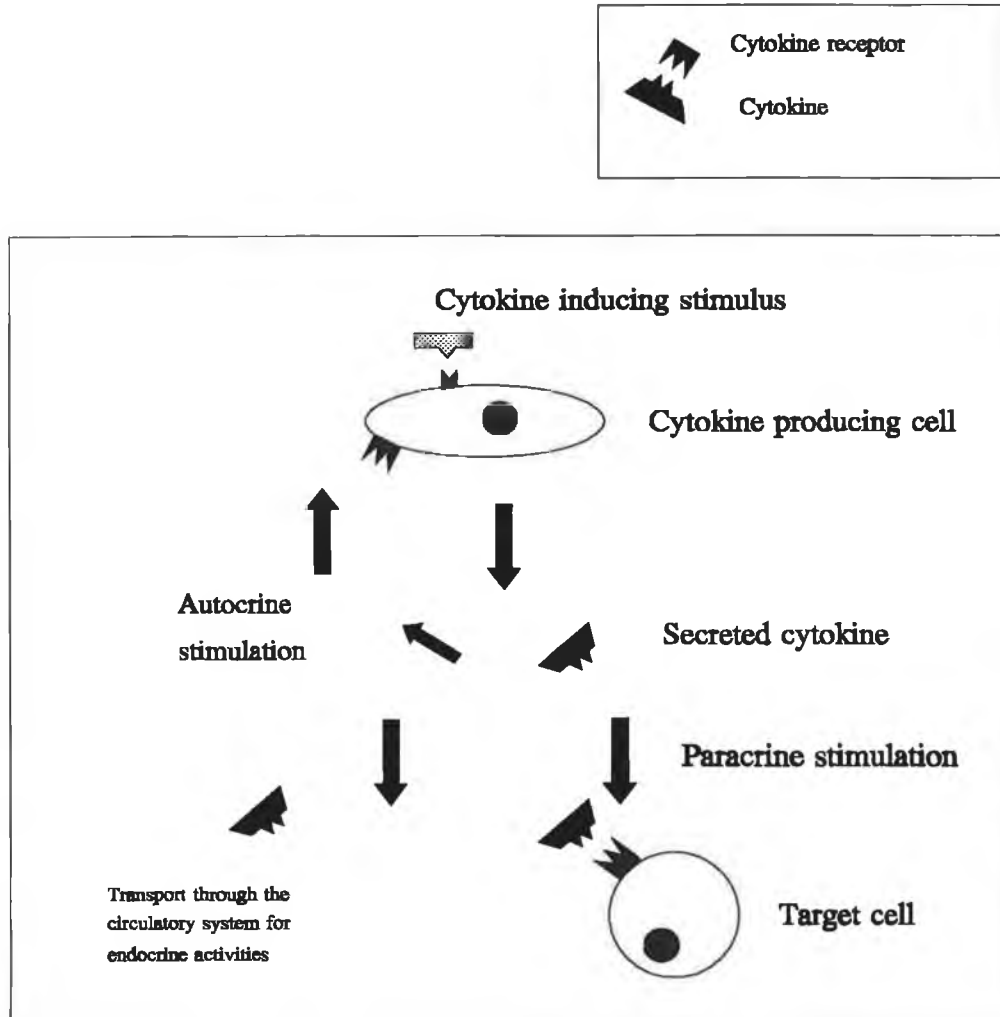 Cytokine receptor
Cytokine
Cytokine inducing stimulus
Cytokine producing cell
Autocrine
stimulation
Secreted cytokine
Paracrine stimulation
Transport through the
circulatory system for
endocrine activities
Target cell